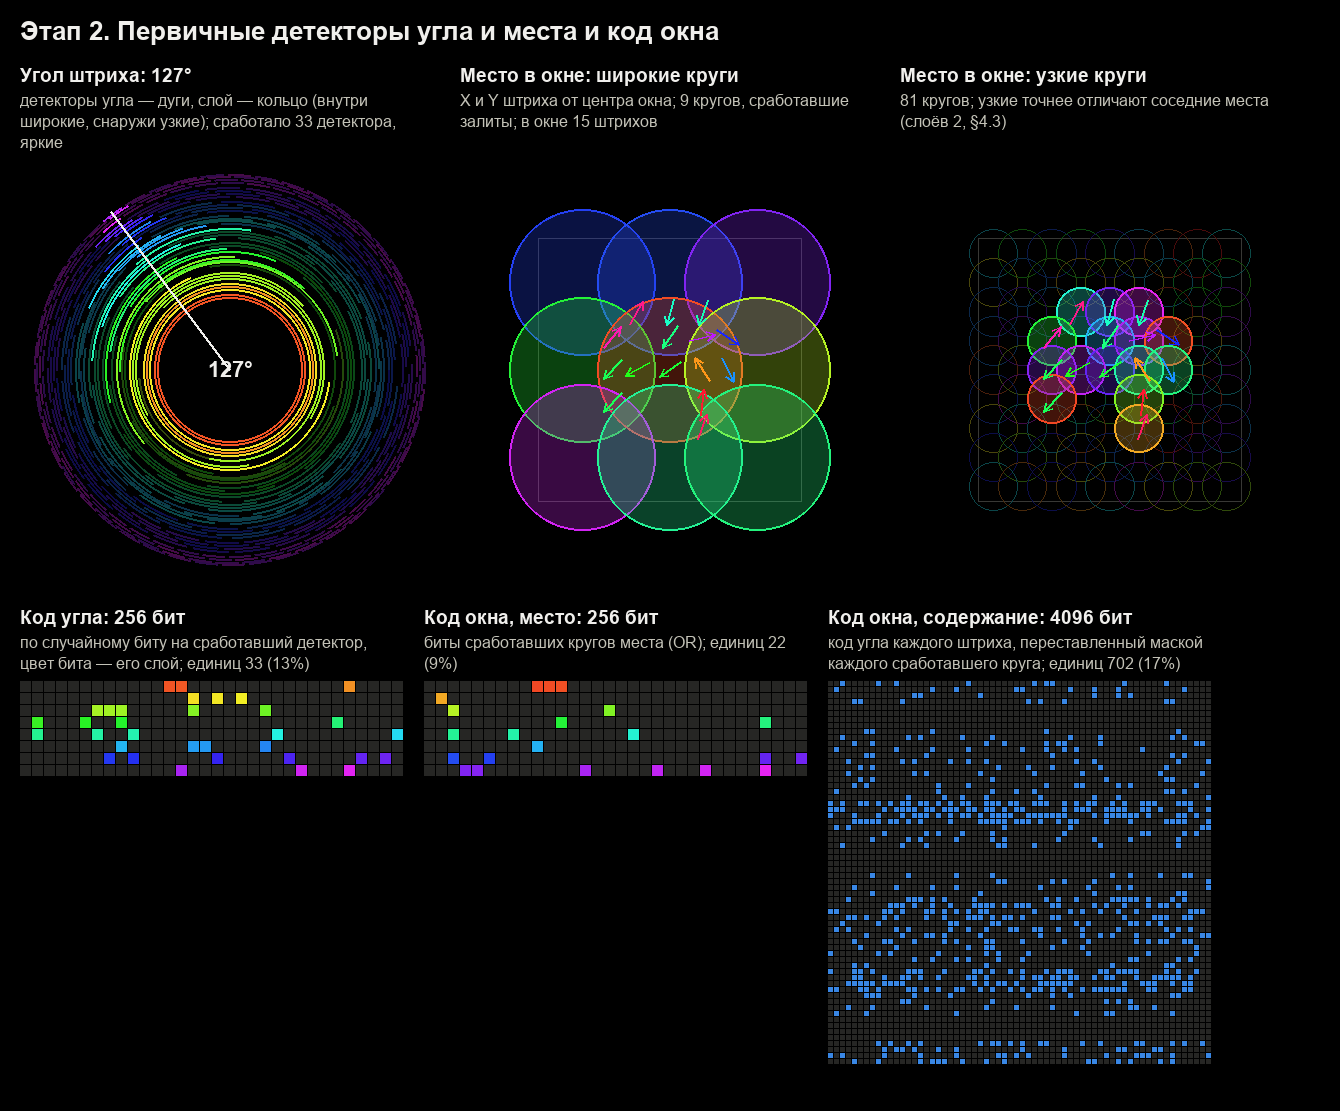 Этап 2. Первичные детекторы угла и места и код окна
Угол штриха: 127°
детекторы угла — дуги, слой — кольцо (внутри
широкие, снаружи узкие); сработало 33 детектора,
яркие
Место в окне: широкие круги
X и Y штриха от центра окна; 9 кругов, сработавшие
залиты; в окне 15 штрихов
Место в окне: узкие круги
81 кругов; узкие точнее отличают соседние места
(слоёв 2, §4.3)
127°
Код угла: 256 бит
по случайному биту на сработавший детектор,
цвет бита — его слой; единиц 33 (13%)
Код окна, место: 256 бит
биты сработавших кругов места (OR); единиц 22
(9%)
Код окна, содержание: 4096 бит
код угла каждого штриха, переставленный маской
каждого сработавшего круга; единиц 702 (17%)